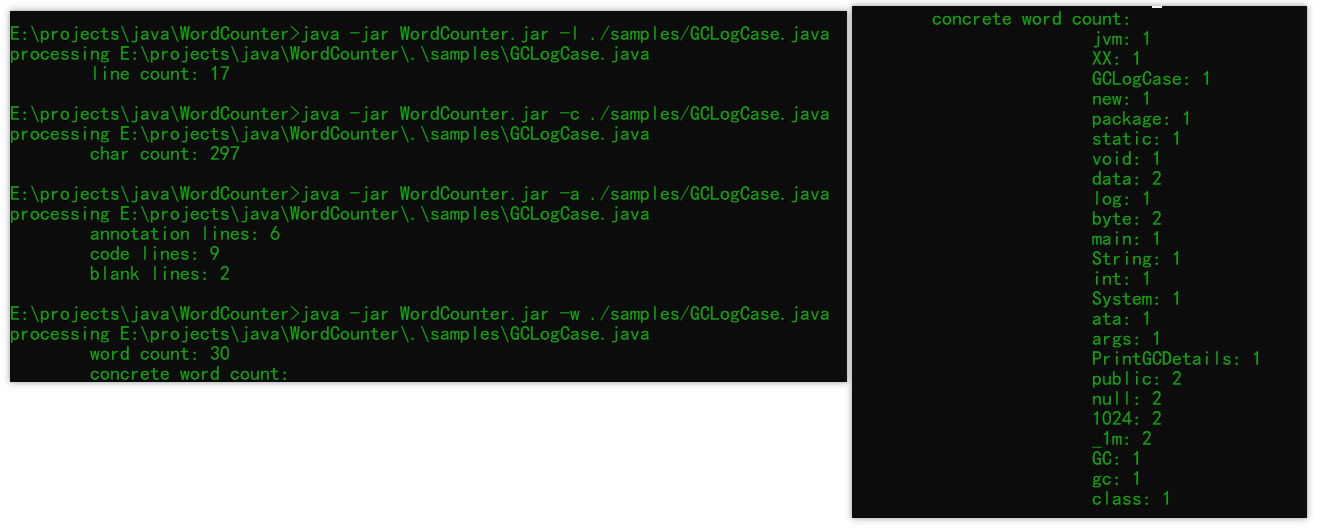 E:\projects\java\WordCounter>java -jar WordCounter.jar -l ./samples/GCLogCase.java
processing E:\projects\java\WordCounter\.\samples\GCLogCase.java
line count: 17
E:\projects\java\WordCounter>java -jar WordCounter.jar -c ./samples/GCLogCase.java
processing E:\projects\java\WordCounter\.\samples\GCLogCase.java
char count: 297
E:\projects\java\WordCounter>java -jar WordCounter.jar -a ./samples/GCLogCase.java
processing E:\projects\java\WordCounter\.\samples\GCLogCase.java
annotation lines: 6
code lines: 9
blank lines: 2
E:\projects\java\WordCounter>java -jar WordCounter.jar -w ./samples/GCLogCase.java
processing E:\projects\java\WordCounter\.\samples\GCLogCase.java
word count: 30
concrete word count:
concrete word count:
jvm: 1
XX: 1
GCLogCase: 1
new: 1
package: 1
static: 1
void: 1
data: 2
log: 1
byte: 2
main: 1
String: 1
int: 1
System: 1
ata: 1
args: 1
PrintGCDetails: 1
public: 2
null: 2
1024: 2
_1m: 2
GC: 1
gc: 1
class: 1